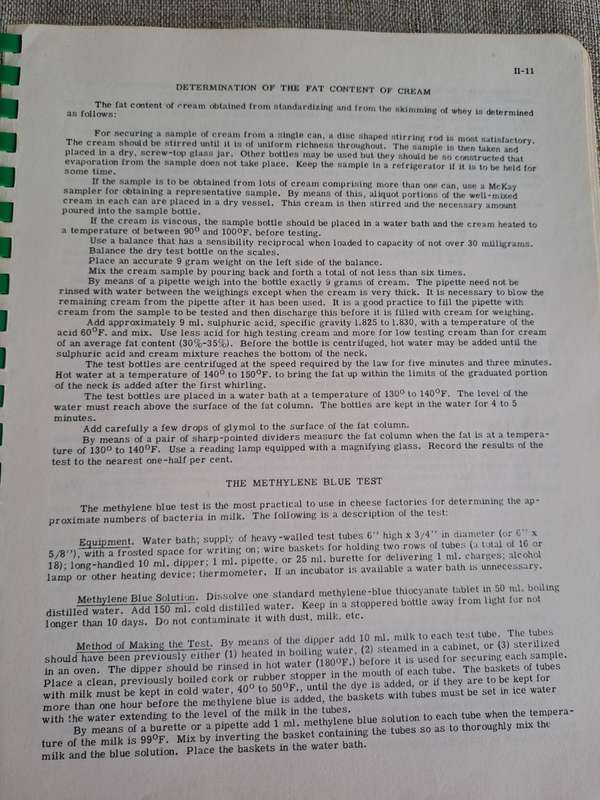 II-11
DETERMINATION OF THE FAT CONTENT OF CREAM
The fat content of cream obtained from standardizing and from the skimming of whey is determined
as follows:
For securing a sample of cream from a single can, a disc shaped stirring rod is most satisfactory.
The cream should be stirred until it is of uniform richness throughout. The sample is then taken and
placed in a dry, screw-top glass jar. Other bottles may be used but they should be so constructed that
evaporation from the sample does not take place. Keep the sample in a refrigerator if it is to be held for
some time.
If the sample is to be obtained from lots of cream comprising more than one can, use a McKay
sampler for obtaining a representative sample. By means of this, aliquot portions of the well-mixed
cream in each can are placed in a dry vessel. This cream is then stirred and the necessary amount
poured into the sample bottle.
If the cream is viscous, the sample bottle should be placed in a water bath and the cream heated to
a temperature of between 90º and 100ºF. before testing.
Use a balance that has a sensibility reciprocal when loaded to capacity of not over 30 milligrams.
Balance the dry test bottle on the scales.
Place an accurate 9 gram weight on the left side of the balance.
Mix the cream sample by pouring back and forth a total of not less than six times.
By means of a pipette weigh into the bottle exactly 9 grams of cream. The pipette need not be
rinsed with water between the weighings except when the cream is very thick. It is necessary to blow the
remaining cream from the pipette after it has been used. It is a good practice to fill the pipette with
cream from the sample to be tested and then discharge this before it is filled with cream for weighing.
Add approximately 9 ml. sulphuric acid, specific gravity 1.825 to 1.830, with a temperature of the
acid 60ºF. and mix. Use less acid for high testing cream and more for low testing cream than for cream
of an average fat content (30%-35%). Before the bottle is centrifuged, hot water may be added until the
sulphuric acid and cream mixture reaches the bottom of the neck.
The test bottles are centrifuged at the speed required by the law for five minutes and three minutes.
Hot water at a temperature of 140º to 150ºF. to bring the fat up within the limits of the graduated portion
of the neck is added after the first whirling.
The test bottles are placed in a water bath at a temperature of 130º to 140ºF. The level of the
water must reach above the surface of the fat column. The bottles are kept in the water for 4 to 5
minutes.
Add carefully a few drops of glymol to the surface of the fat column.
By means of a pair of sharp-pointed dividers measure the fat column when the fat is at a tempera-
ture of 130º to 140ºF. Use a reading lamp equipped with a magnifying glass. Record the results of the
test to the nearest one-half per cent.
THE METHYLENE BLUE TEST
The methylene blue test is the most practical to use in cheese factories for determining the ap-
proximate numbers of bacteria in milk. The following is a description of the test:
Equipment. Water bath; supply of heavy-walled test tubes 6" high x 3/4" in diameter (or 6" x
5/8"), with a frosted space for writing on; wire baskets for holding two rows of tubes (a total of 16 or
18); long-handled 10 ml. dipper; 1 ml. pipette, or 25 ml. burette for delivering 1 ml. charges; alcohol
lamp or other heating device; thermometer. If an incubator is available a water bath is unnecessary.
Methylene Blue Solution. Dissolve one standard methylene-blue thiocyanate tablet in 50 ml. boiling
distilled water. Add 150 ml. cold distilled water. Keep in a stoppered bottle away from light for not
longer than 10 days. Do not contaminate it with dust, milk, etc.
Method of Making the Test. By means of the dipper add 10 ml. milk to each test tube. The tubes
should have been previously either (1) heated in boiling water, (2) steamed in a cabinet, or (3) sterilized
in an oven. The dipper should be rinsed in hot water (180ºF.) before it is used for securing each sample.
Place a clean, previously boiled cork or rubber stopper in the mouth of each tube. The baskets of tubes
with milk must be kept in cold water, 40º to 50ºF., until the dye is added, or if they are to be kept for
more than one hour before the methylene blue is added, the baskets with tubes must be set in ice water
with the water extending to the level of the milk in the tubes.
By means of a burette or a pipette add 1 ml. methylene blue solution to each tube when the tempera-
ture of the milk is 99ºF. Mix by inverting the basket containing the tubes so as to thoroughly mix the
milk and the blue solution. Place the baskets in the water bath.